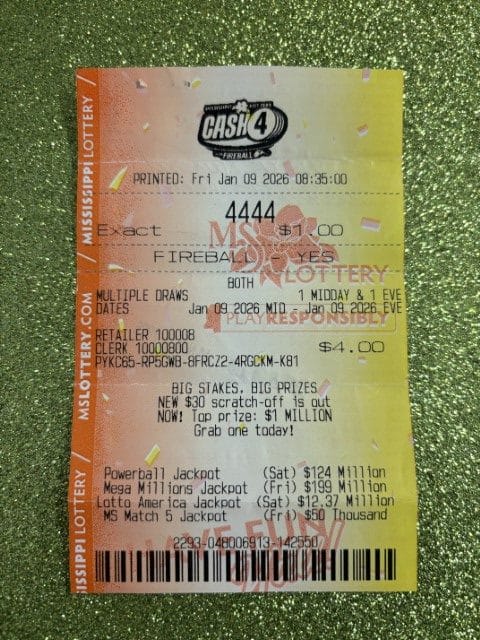 CASH 4
FIREBALL
PRINTED: Fri Jan 09 2026 08:35:00
4444
Exact $1.00
FIREBALL - YES
BOTH
MULTIPLE DRAWS 1 MIDDAY & 1 EVE
DATES Jan 09 2026 MID - Jan 09 2026 EVE
RETAILER 100008
CLERK 10000800 $4.00
PYKC65-RP5GWB-8FRCZ2-4RGCKM-K81
BIG STAKES, BIG PRIZES
NEW $30 scratch-off is out
NOW! Top prize: $1 MILLION
Grab one today!
Powerball Jackpot (Sat) $124 Million
Mega Millions Jackpot (Fri) $199 Million
Lotto America Jackpot (Sat) $12.37 Million
MS Match 5 Jackpot (Fri) $50 Thousand
2293-048006913-142550
MS LOTTERY
PLAY RESPONSIBLY
HAVE FUN
MISSISSIPPI LOTTERY /
MSLOTTERY.COM /
ISSIPPI LOTTERY /